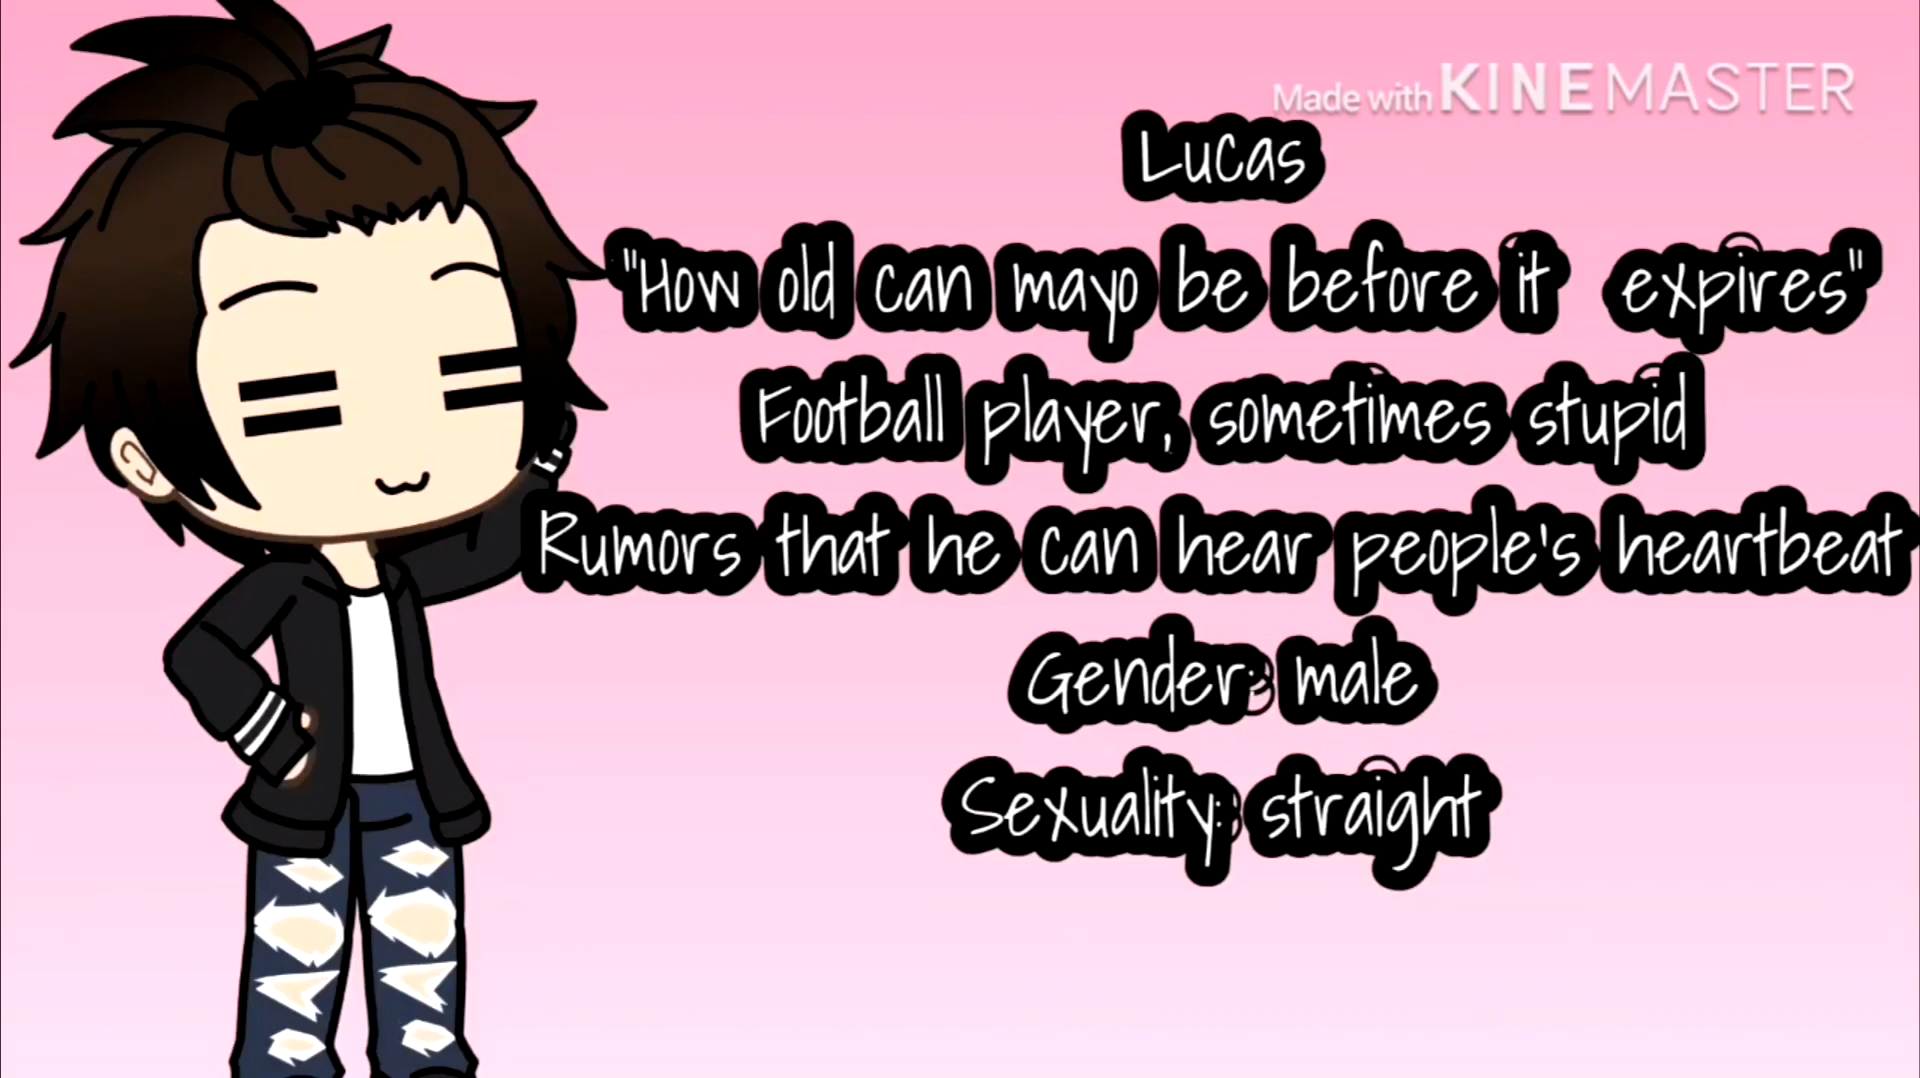 Made with KINEMASTER
Lucas
"How old can mayo be before it expires"
Football player, sometimes stupid
Rumors that he can hear people's heartbeat
Gender: male
Sexuality: straight